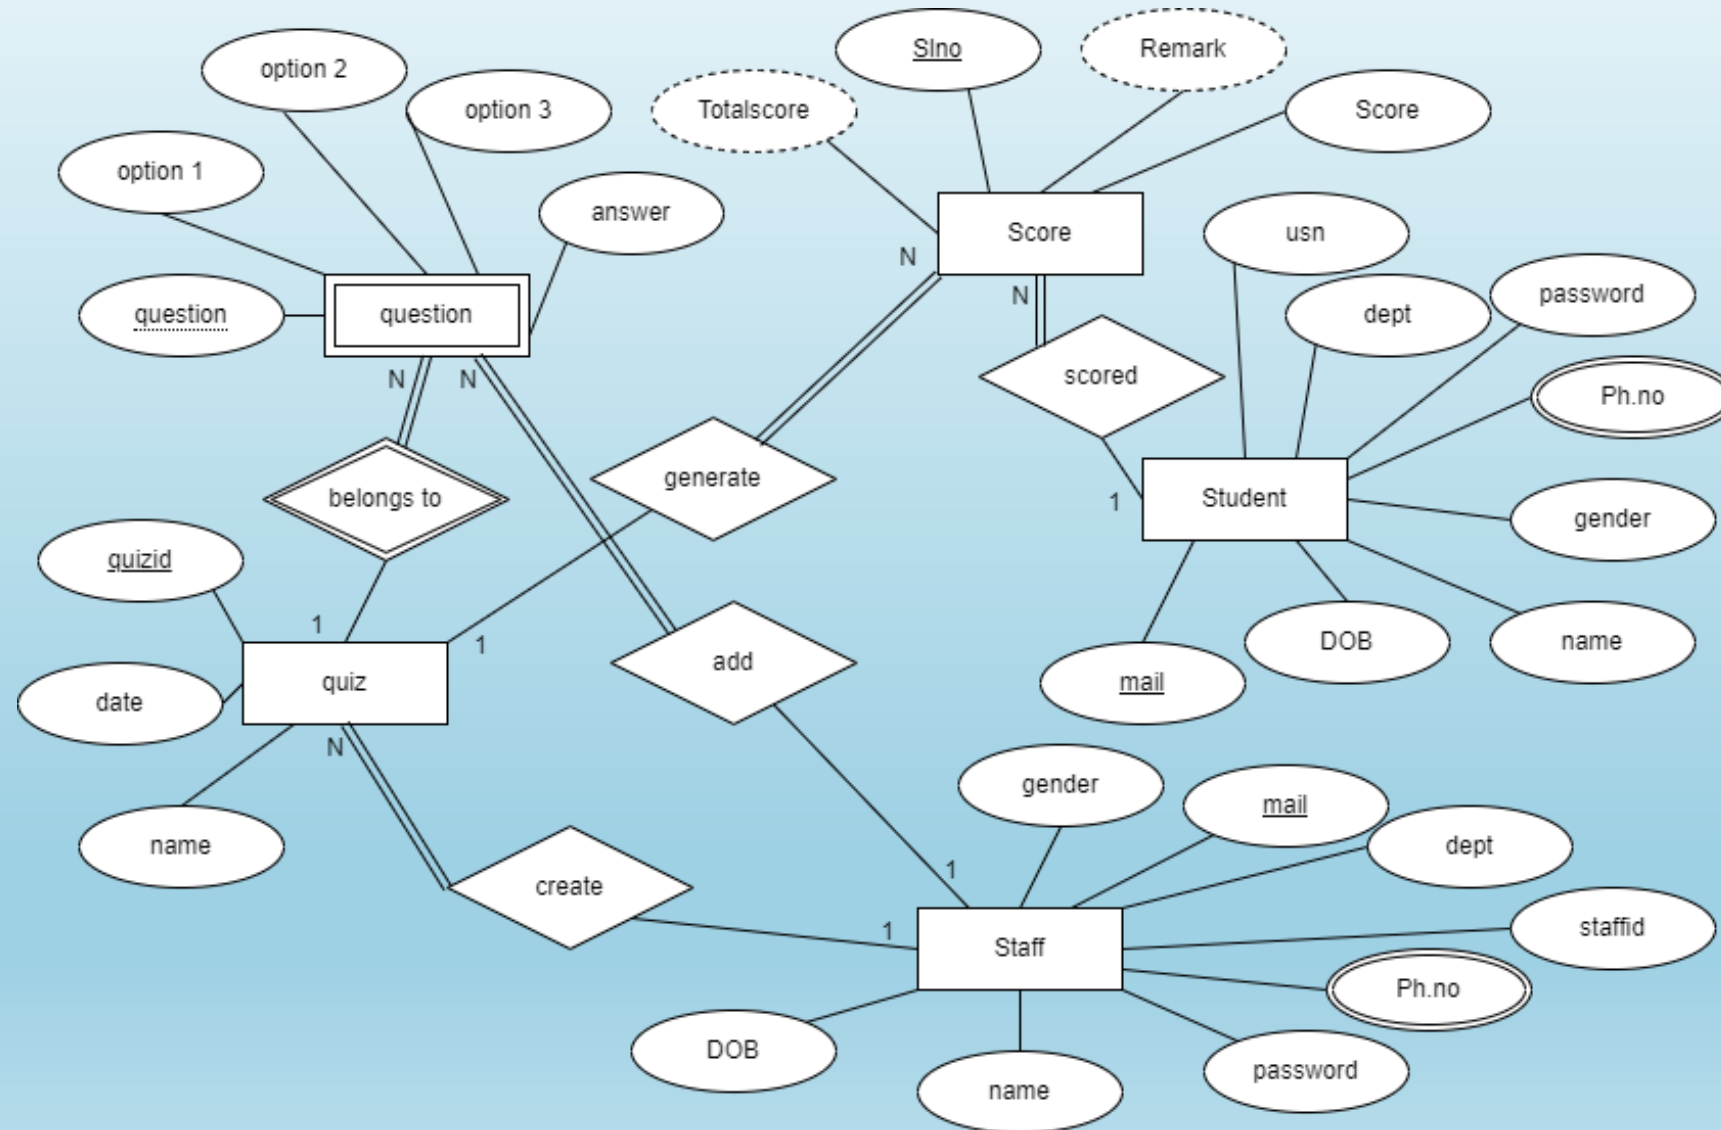 Slno
Remark
option 2
option 3
Totalscore
Score
option 1
answer
usn
Score
question
question
N
password
dept
N
scored
N
N
Ph.no
generate
Student
belongs to
1
gender
quizid
1
1
DOB
name
add
quiz
mail
date
N
gender
mail
name
dept
create
1
staffid
1
Staff
Ph.no
DOB
password
name